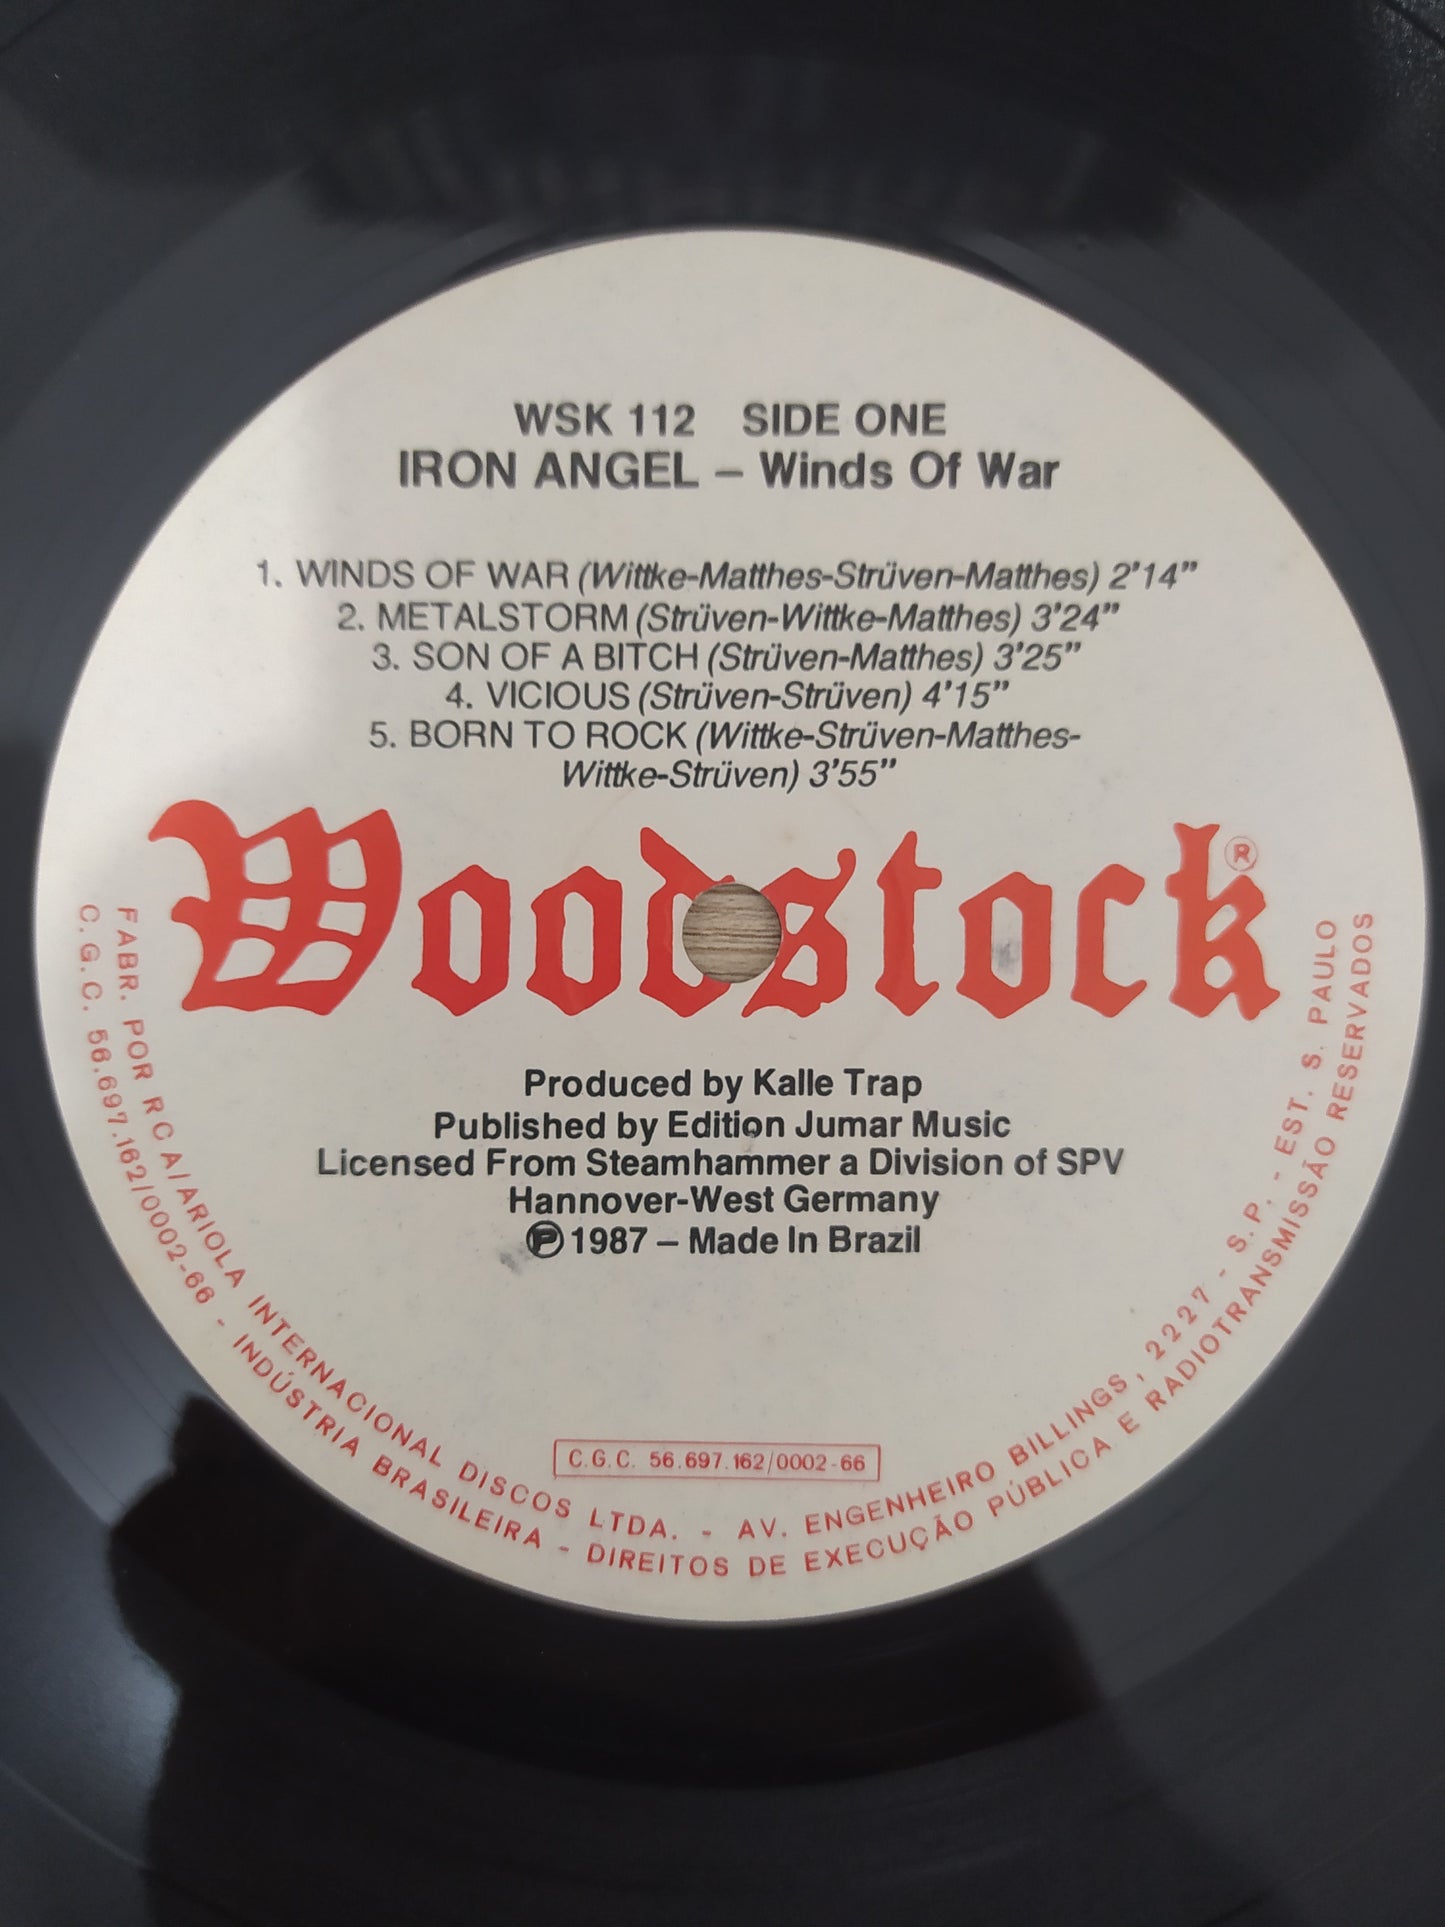 WSK 112 SIDE ONE
IRON ANGEL – Winds Of War
1. WINDS OF WAR (Wittke-Matthes-Strüven-Matthes) 2'14"
2. METALSTORM (Strüven-Wittke-Matthes) 3'24"
3. SON OF A BITCH (Strüven-Matthes) 3'25"
4. VICIOUS (Strüven-Strüven) 4'15"
5. BORN TO ROCK (Wittke-Strüven-Matthes-
Wittke-Strüven) 3'55"
Woodstock ®
Produced by Kalle Trap
Published by Edition Jumar Music
Licensed From Steamhammer a Division of SPV
Hannover-West Germany
℗ 1987 – Made In Brazil
C.G.C. 56.697.162/0002-66
FABR. POR RCA/ARIOLA INTERNACIONAL DISCOS LTDA. - AV. ENGENHEIRO BILLINGS, 2227 - S.P. - EST. S. PAULO
C.G.C. 56.697.162/0002-66 - INDÚSTRIA BRASILEIRA - DIREITOS DE EXECUÇÃO PÚBLICA E RADIOTRANSMISSÃO RESERVADOS